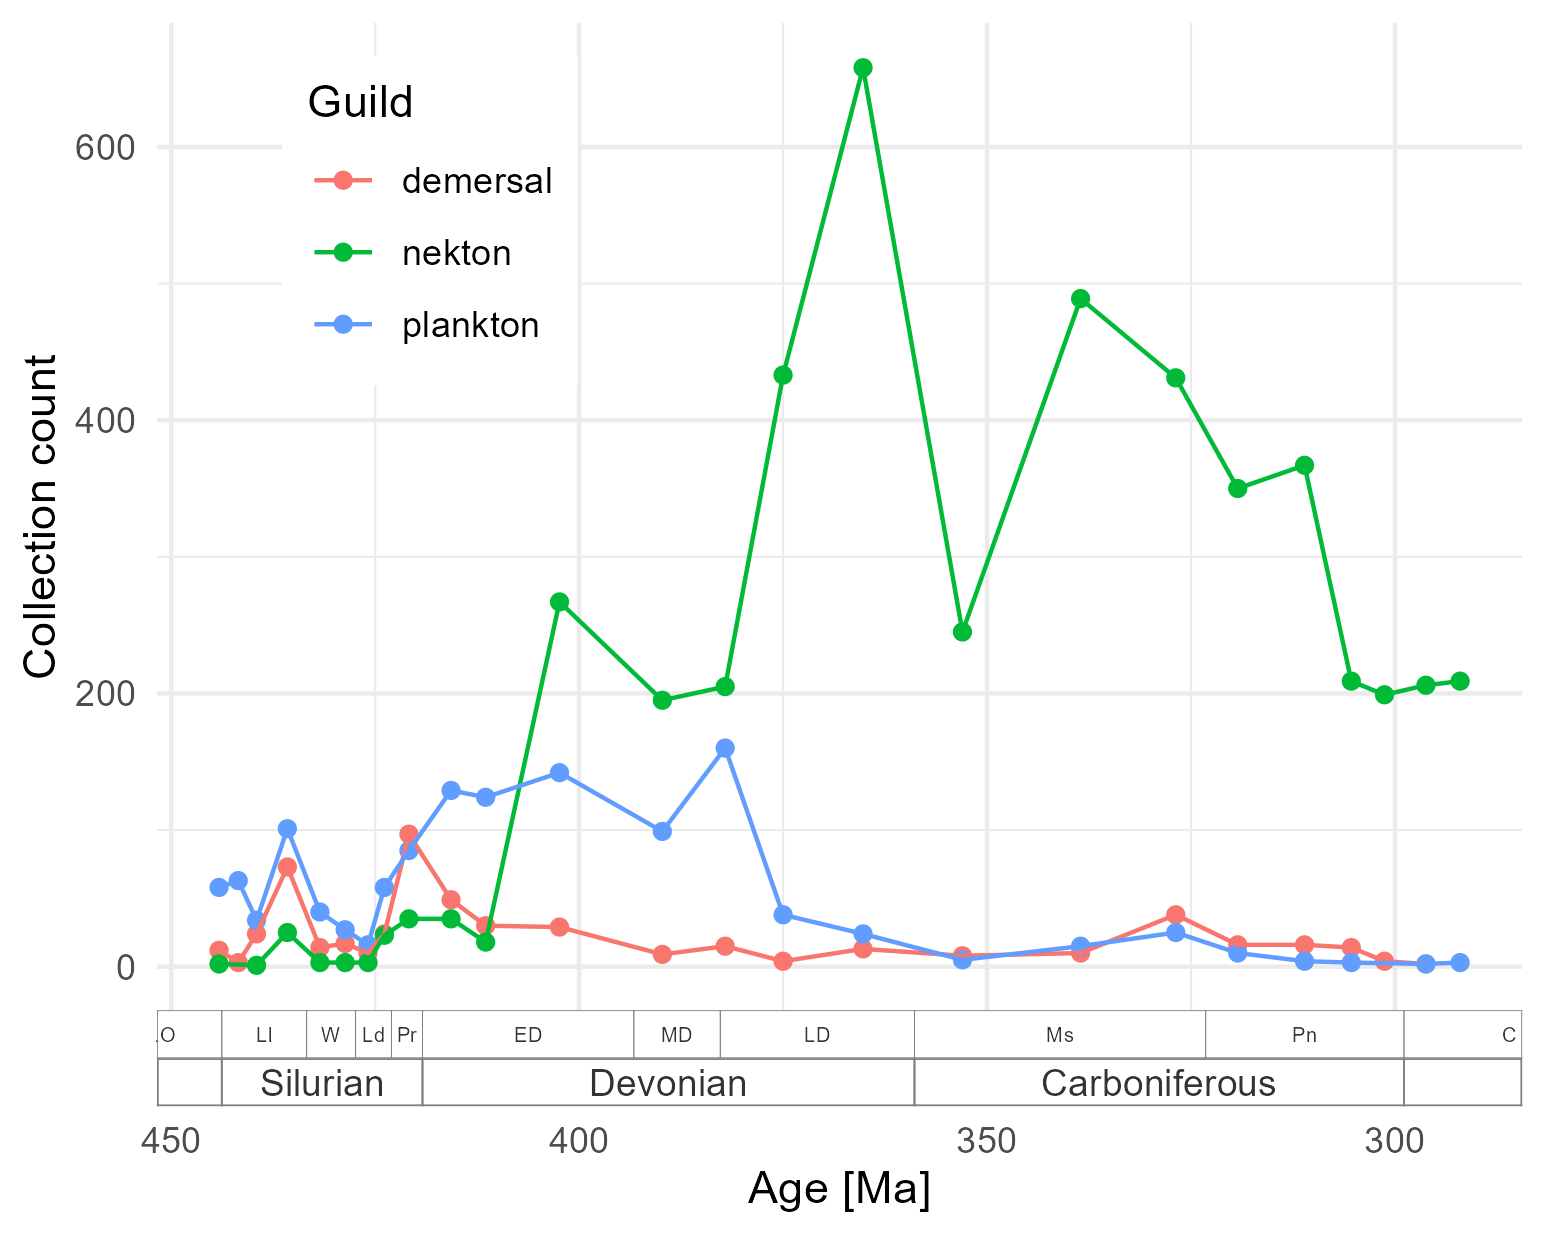 Guild
demersal
nekton
plankton
600
400
200
0
Collection count
.O Ll W Ld Pr ED MD LD Ms Pn C
Silurian Devonian Carboniferous
450 400 350 300
Age [Ma]